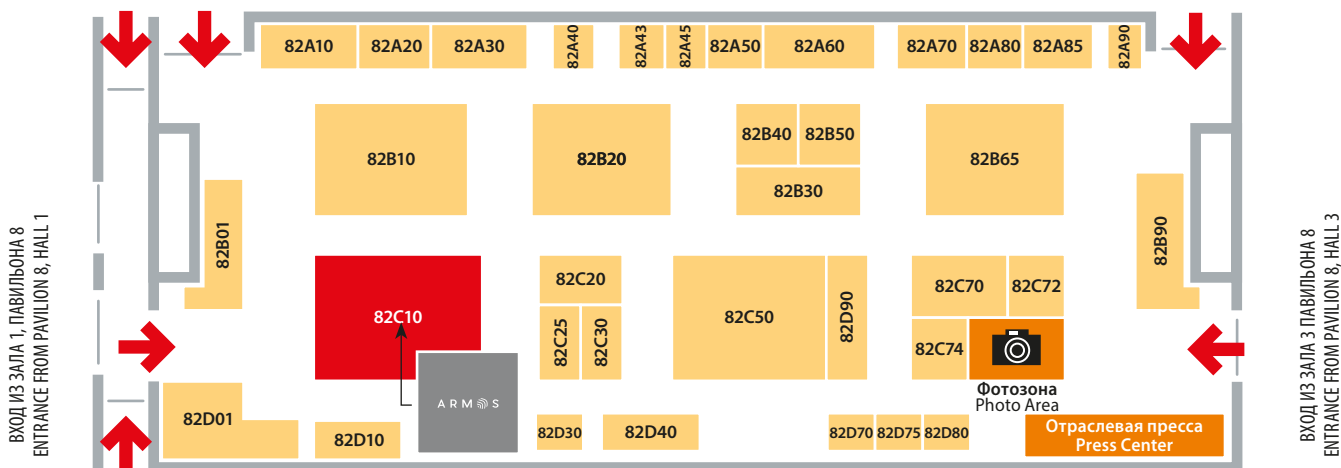 82A10
82A20
82A30
82A40
82A43
82A45
82A50
82A60
82A70
82A80
82A85
82A90
82B10
82B20
82B40
82B50
82B30
82B65
82B01
82B90
ВХОД ИЗ ЗАЛА 1, ПАВИЛЬОНА 8
ENTRANCE FROM PAVILION 8, HALL 1
82C10
82C20
82C25
82C30
82C50
82D90
82C70
82C72
82C74
Фотозона
Photo Area
ARMOS
82D01
82D10
82D30
82D40
82D70
82D75
82D80
Отраслевая пресса
Press Center
ВХОД ИЗ ЗАЛА 3 ПАВИЛЬОНА 8
ENTRANCE FROM PAVILION 8, HALL 3